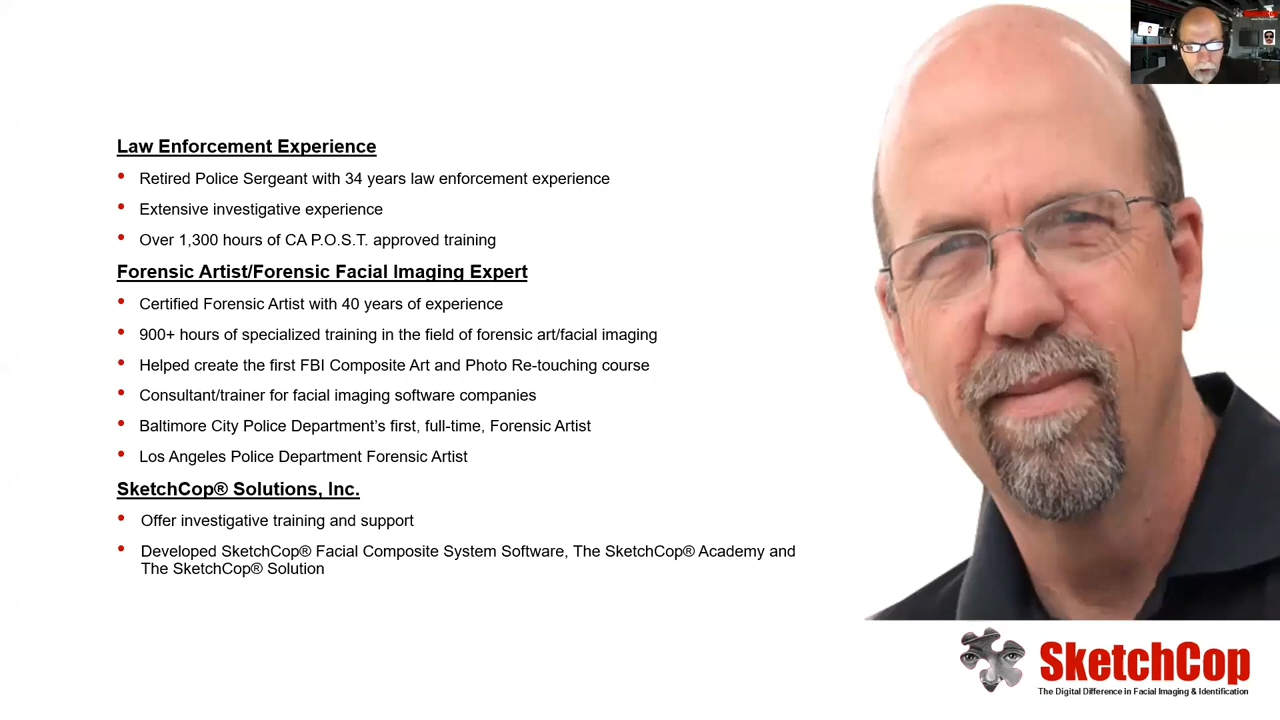 Law Enforcement Experience
Retired Police Sergeant with 34 years law enforcement experience
Extensive investigative experience
Over 1,300 hours of CA P.O.S.T. approved training
Forensic Artist/Forensic Facial Imaging Expert
Certified Forensic Artist with 40 years of experience
900+ hours of specialized training in the field of forensic art/facial imaging
Helped create the first FBI Composite Art and Photo Re-touching course
Consultant/trainer for facial imaging software companies
Baltimore City Police Department’s first, full-time, Forensic Artist
Los Angeles Police Department Forensic Artist
SketchCop® Solutions, Inc.
Offer investigative training and support
Developed SketchCop® Facial Composite System Software, The SketchCop® Academy and
The SketchCop® Solution
SketchCop
The Digital Difference in Facial Imaging & Identification